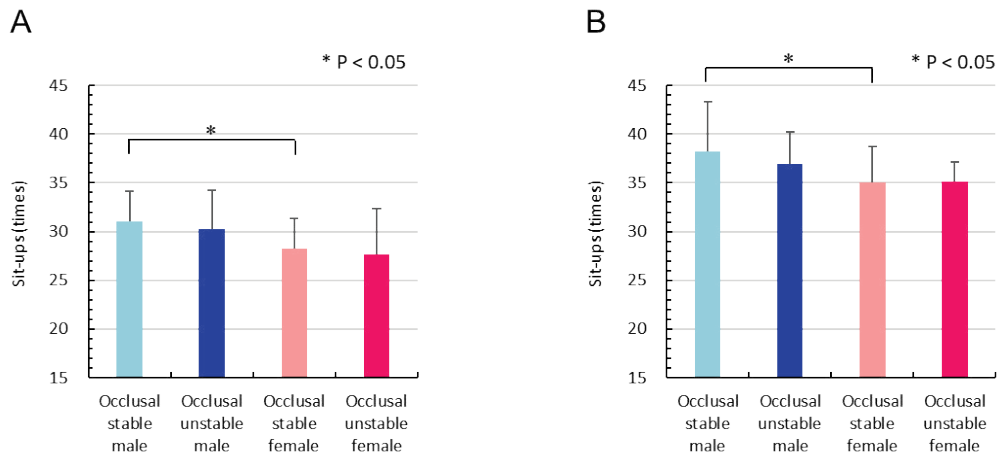 A
* P < 0.05
45
40
35
30
25
20
15
Sit-ups (times)
*
Occlusal
stable
male
Occlusal
unstable
male
Occlusal
stable
female
Occlusal
unstable
female
B
* P < 0.05
45
40
35
30
25
20
15
Sit-ups (times)
*
Occlusal
stable
male
Occlusal
unstable
male
Occlusal
stable
female
Occlusal
unstable
female